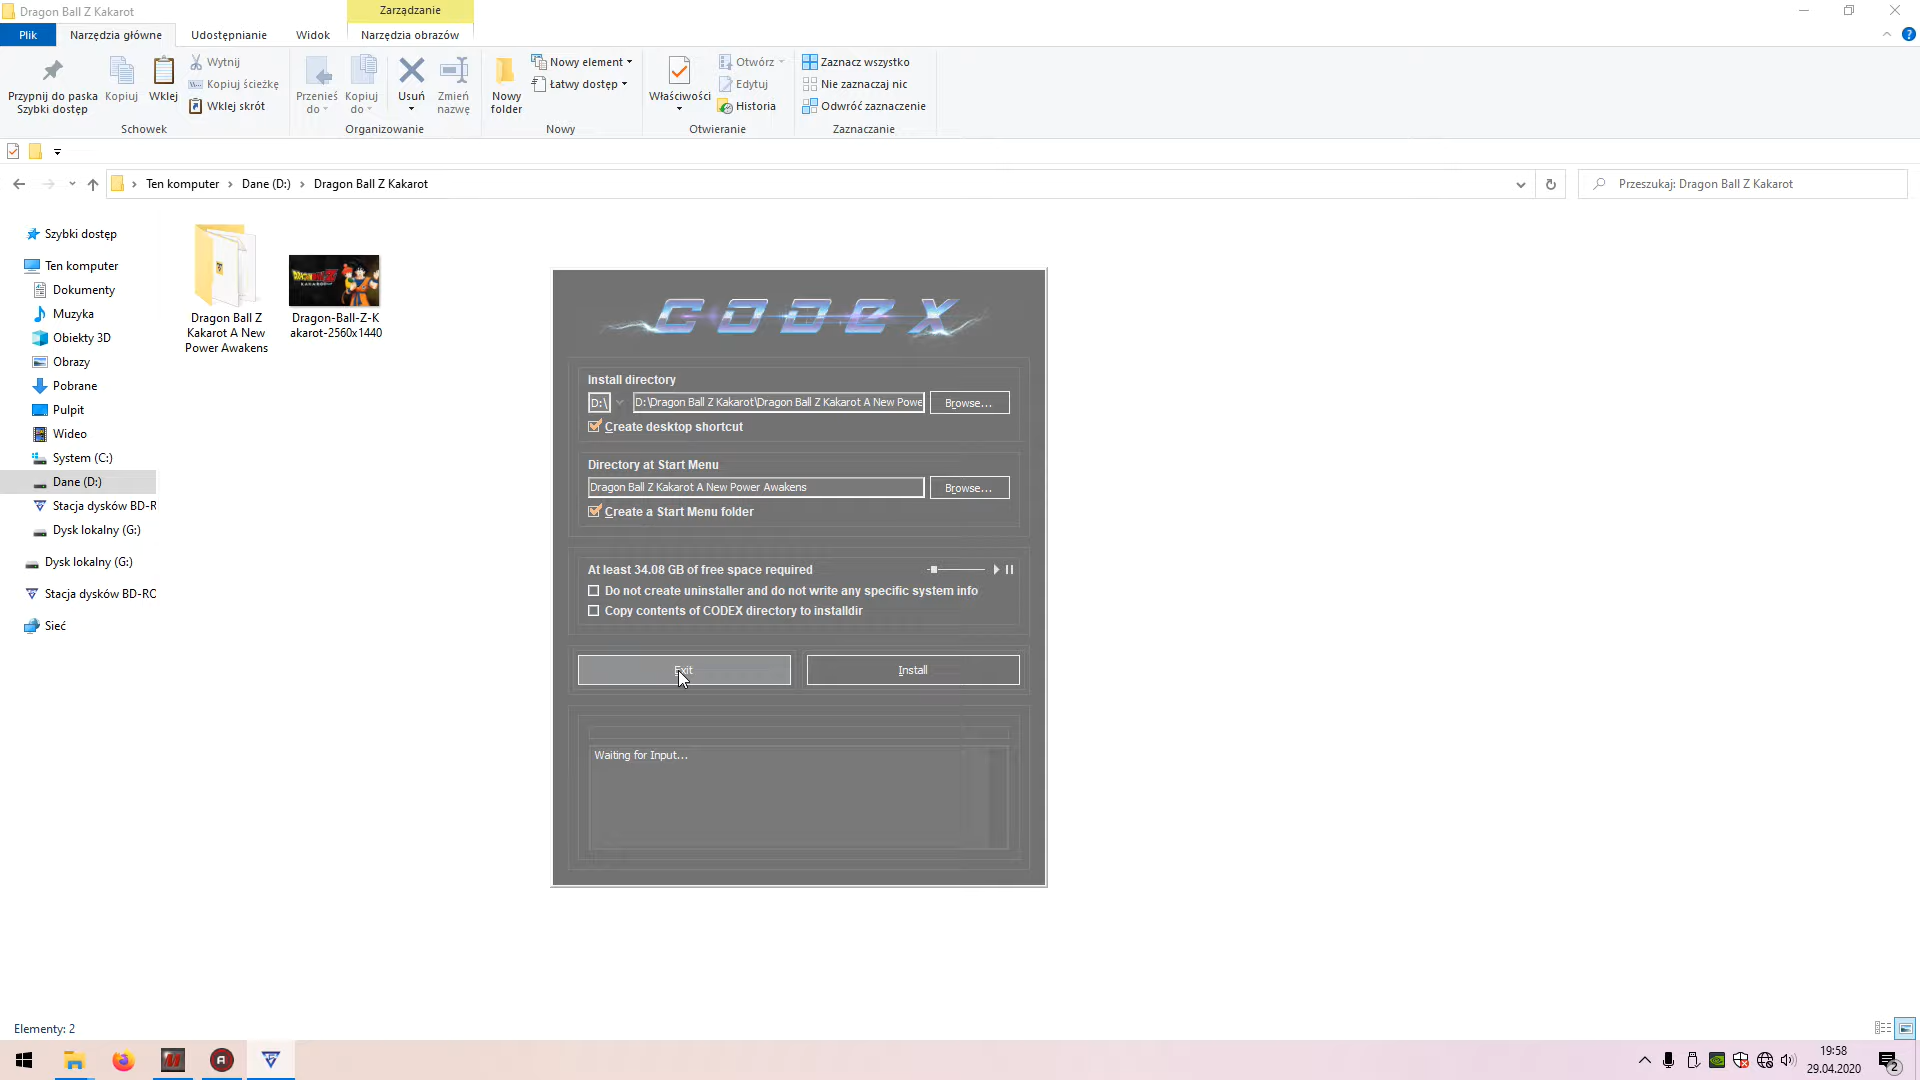 Dragon Ball Z Kakarot
Zarządzanie
Plik
Narzędzia główne
Udostępnianie
Widok
Narzędzia obrazów
Przypnij do paska
Szybki dostęp
Kopiuj
Wklej
Wytnij
Kopiuj ścieżkę
Wklej skrót
Schowek
Przenieś
do
Kopiuj
do
Usuń
Zmień
nazwę
Organizowanie
Nowy
folder
Nowy element
Łatwy dostęp
Nowy
Właściwości
Otwórz
Edytuj
Historia
Otwieranie
Zaznacz wszystko
Nie zaznaczaj nic
Odwróć zaznaczenie
Zaznaczanie
Ten komputer
Dane (D:)
Dragon Ball Z Kakarot
Przeszukaj: Dragon Ball Z Kakarot
Szybki dostęp
Ten komputer
Dokumenty
Muzyka
Obiekty 3D
Obrazy
Pobrane
Pulpit
Wideo
System (C:)
Dane (D:)
Stacja dysków BD-R
Dysk lokalny (G:)
Dysk lokalny (G:)
Stacja dysków BD-RC
Sieć
Dragon Ball Z
Kakarot A New
Power Awakens
Dragon-Ball-Z-K
akarot-2560x1440
CODEX
Install directory
D:\
D:\Dragon Ball Z Kakarot\Dragon Ball Z Kakarot A New Powe
Browse...
Create desktop shortcut
Directory at Start Menu
Dragon Ball Z Kakarot A New Power Awakens
Browse...
Create a Start Menu folder
At least 34.08 GB of free space required
Do not create uninstaller and do not write any specific system info
Copy contents of CODEX directory to installdir
Exit
Install
Waiting for Input...
Elementy: 2
19:58
29.04.2020
2